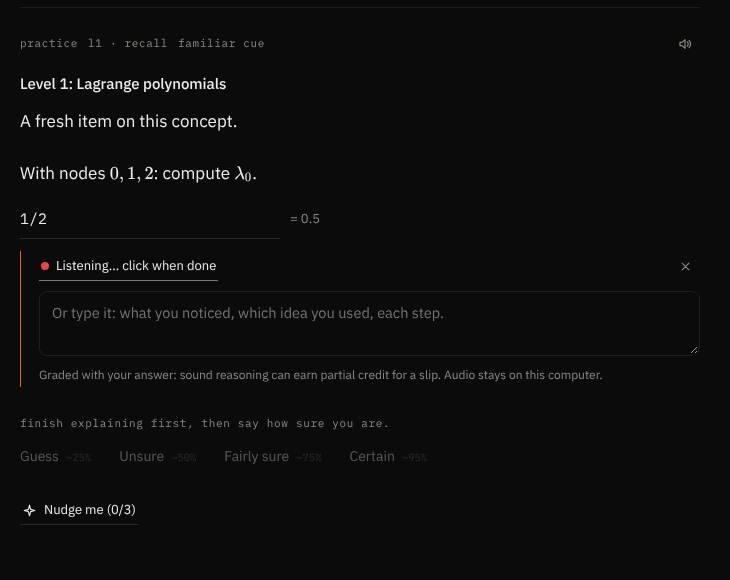 practice l1 · recall familiar cue
Level 1: Lagrange polynomials
A fresh item on this concept.
With nodes 0, 1, 2: compute λ₀.
1/2 = 0.5
Listening... click when done ×
Or type it: what you noticed, which idea you used, each step.
Graded with your answer: sound reasoning can earn partial credit for a slip. Audio stays on this computer.
finish explaining first, then say how sure you are.
Guess ~25% Unsure ~50% Fairly sure ~75% Certain ~95%
Nudge me (0/3)